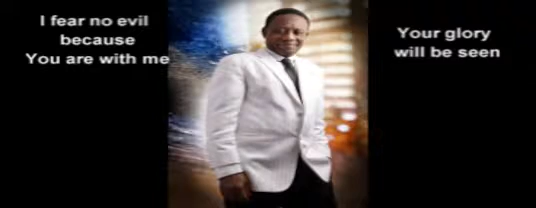 I fear no evil
because
You are with me
Your glory
will be seen